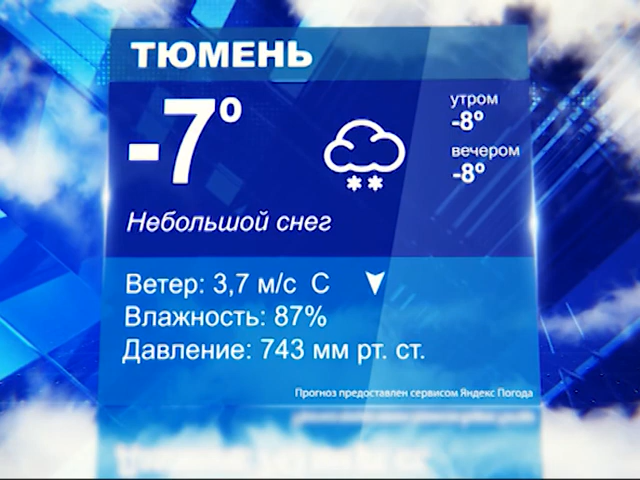 ТЮМЕНЬ
-7°
утром
-8°
вечером
-8°
Небольшой снег
Ветер: 3,7 м/с С
Влажность: 87%
Давление: 743 мм рт. ст.
Прогноз предоставлен сервисом Яндекс Погода